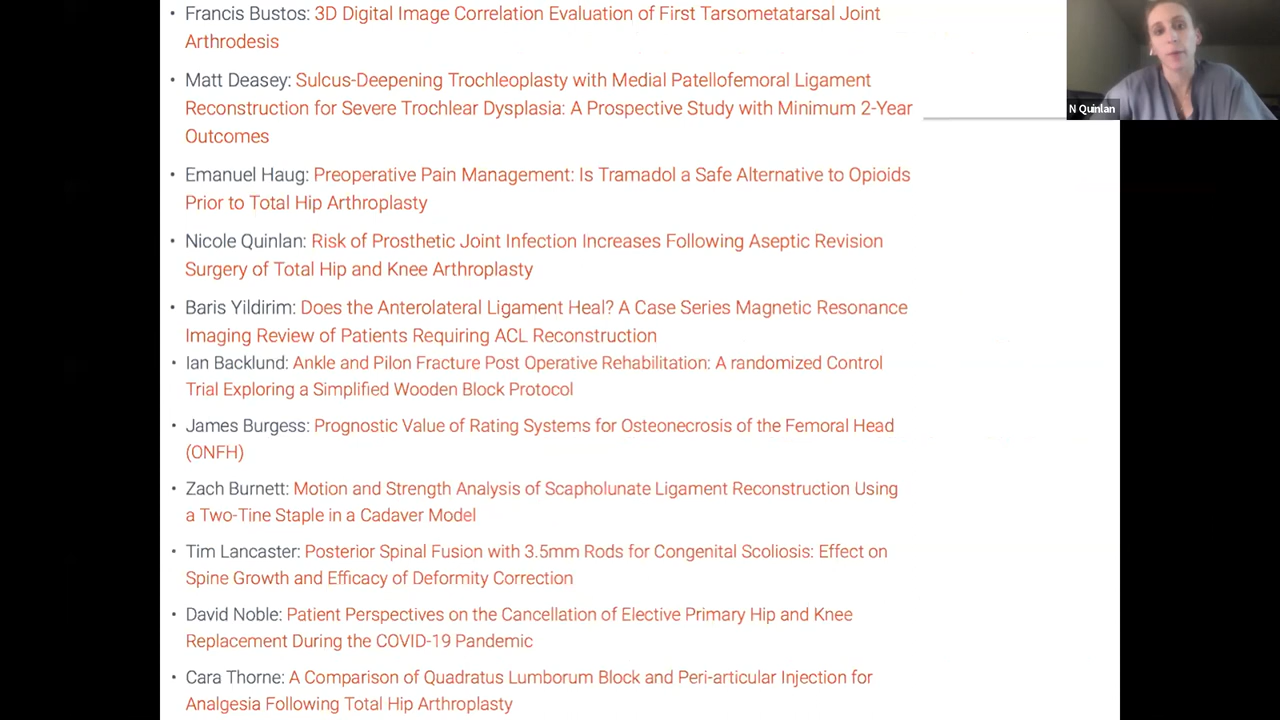 • Francis Bustos: 3D Digital Image Correlation Evaluation of First Tarsometatarsal Joint
Arthrodesis
• Matt Deasey: Sulcus-Deepening Trochleoplasty with Medial Patellofemoral Ligament
Reconstruction for Severe Trochlear Dysplasia: A Prospective Study with Minimum 2-Year
Outcomes
• Emanuel Haug: Preoperative Pain Management: Is Tramadol a Safe Alternative to Opioids
Prior to Total Hip Arthroplasty
• Nicole Quinlan: Risk of Prosthetic Joint Infection Increases Following Aseptic Revision
Surgery of Total Hip and Knee Arthroplasty
• Baris Yildirim: Does the Anterolateral Ligament Heal? A Case Series Magnetic Resonance
Imaging Review of Patients Requiring ACL Reconstruction
• Ian Backlund: Ankle and Pilon Fracture Post Operative Rehabilitation: A randomized Control
Trial Exploring a Simplified Wooden Block Protocol
• James Burgess: Prognostic Value of Rating Systems for Osteonecrosis of the Femoral Head
(ONFH)
• Zach Burnett: Motion and Strength Analysis of Scapholunate Ligament Reconstruction Using
a Two-Tine Staple in a Cadaver Model
• Tim Lancaster: Posterior Spinal Fusion with 3.5mm Rods for Congenital Scoliosis: Effect on
Spine Growth and Efficacy of Deformity Correction
• David Noble: Patient Perspectives on the Cancellation of Elective Primary Hip and Knee
Replacement During the COVID-19 Pandemic
• Cara Thorne: A Comparison of Quadratus Lumborum Block and Peri-articular Injection for
Analgesia Following Total Hip Arthroplasty
N Quinlan